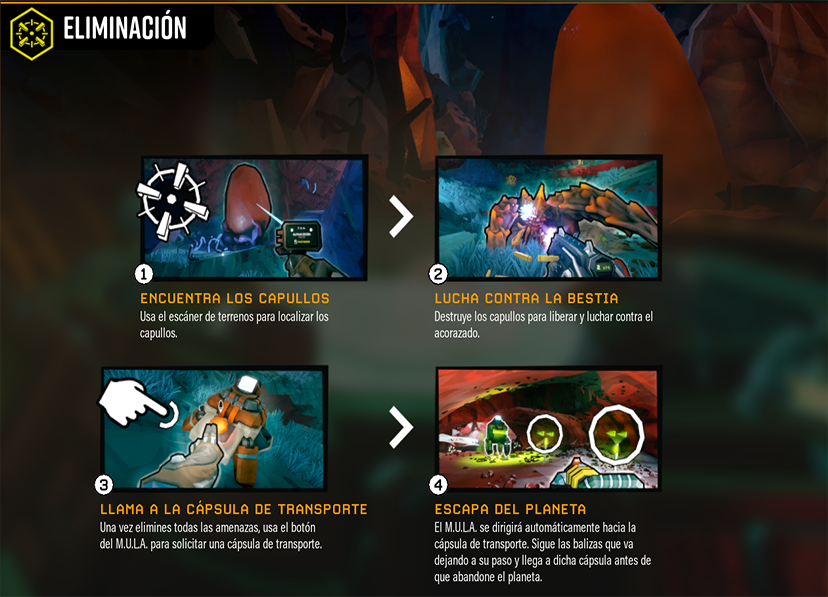 ELIMINACIÓN
1
ENCUENTRA LOS CAPULLOS
Usa el escáner de terrenos para localizar los
capullos.
2
LUCHA CONTRA LA BESTIA
Destruye los capullos para liberar y luchar contra el
acorazado.
3
LLAMA A LA CÁPSULA DE TRANSPORTE
Una vez elimines todas las amenazas, usa el botón
del M.U.L.A. para solicitar una cápsula de transporte.
4
ESCAPA DEL PLANETA
El M.U.L.A. se dirigirá automáticamente hacia la
cápsula de transporte. Sigue las balizas que va
dejando a su paso y llega a dicha cápsula antes de
que abandone el planeta.